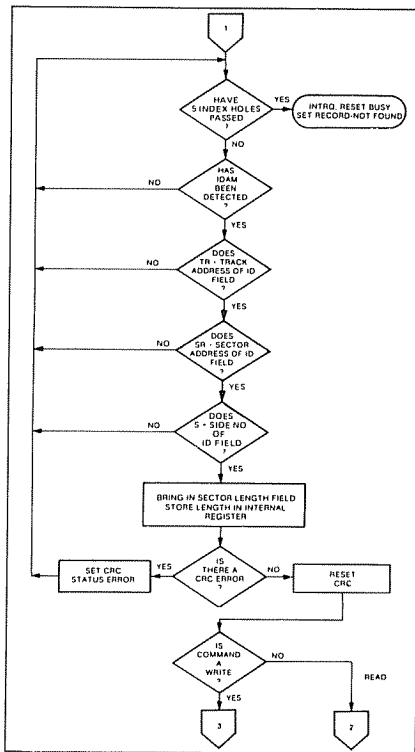 1
HAVE
5 INDEX HOLES
PASSED
?
YES
INTRQ. RESET BUSY
SET RECORD-NOT FOUND
NO
HAS
IDAM
BEEN
DETECTED
?
NO
YES
DOES
TR = TRACK
ADDRESS OF ID
FIELD
?
NO
YES
DOES
SR = SECTOR
ADDRESS OF ID
FIELD
?
NO
YES
DOES
S = SIDE NO
OF
ID FIELD
?
NO
YES
BRING IN SECTOR LENGTH FIELD
STORE LENGTH IN INTERNAL
REGISTER
IS
THERE A
CRC ERROR
?
YES
SET CRC
STATUS ERROR
NO
RESET
CRC
IS
COMMAND
A
WRITE
?
NO
READ
YES
3
2